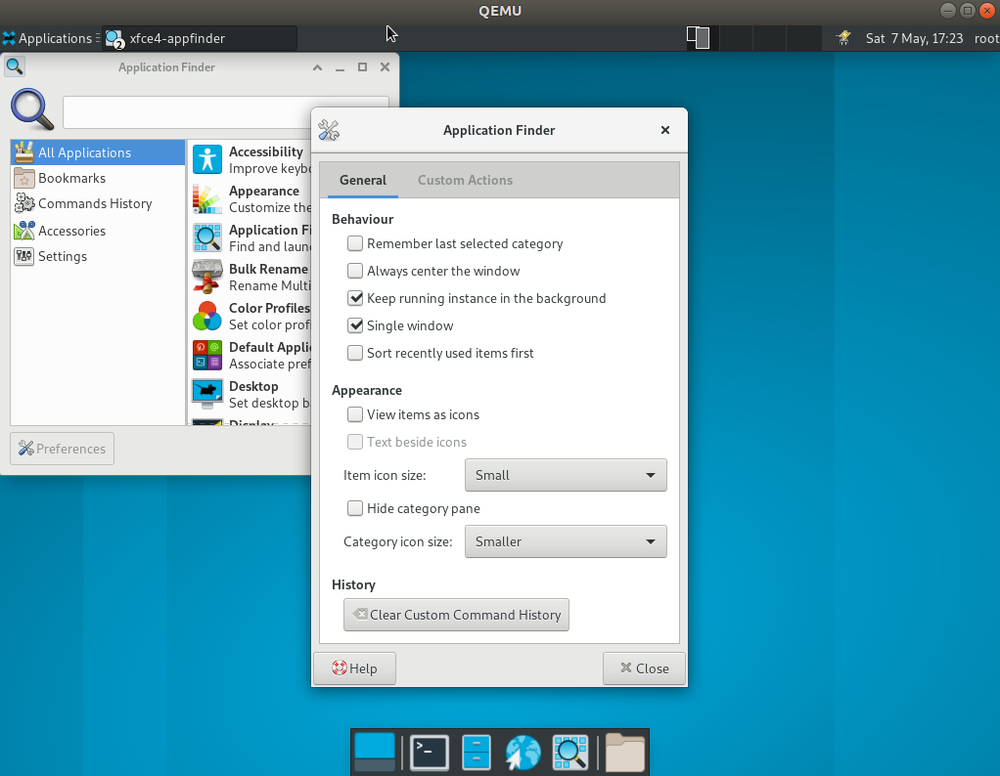 QEMU
Applications
2
xfce4-appfinder
Sat 7 May, 17:23
root
Application Finder
All Applications
Bookmarks
Commands History
Accessories
Settings
Accessibility
Improve keybo
Appearance
Customize the
Application Fi
Find and laun
Bulk Rename
Rename Multi
Color Profiles
Set color profi
Default Applic
Associate pref
Desktop
Set desktop b
Display
Preferences
Application Finder
General
Custom Actions
Behaviour
Remember last selected category
Always center the window
Keep running instance in the background
Single window
Sort recently used items first
Appearance
View items as icons
Text beside icons
Item icon size:
Small
Hide category pane
Category icon size:
Smaller
History
Clear Custom Command History
Help
Close